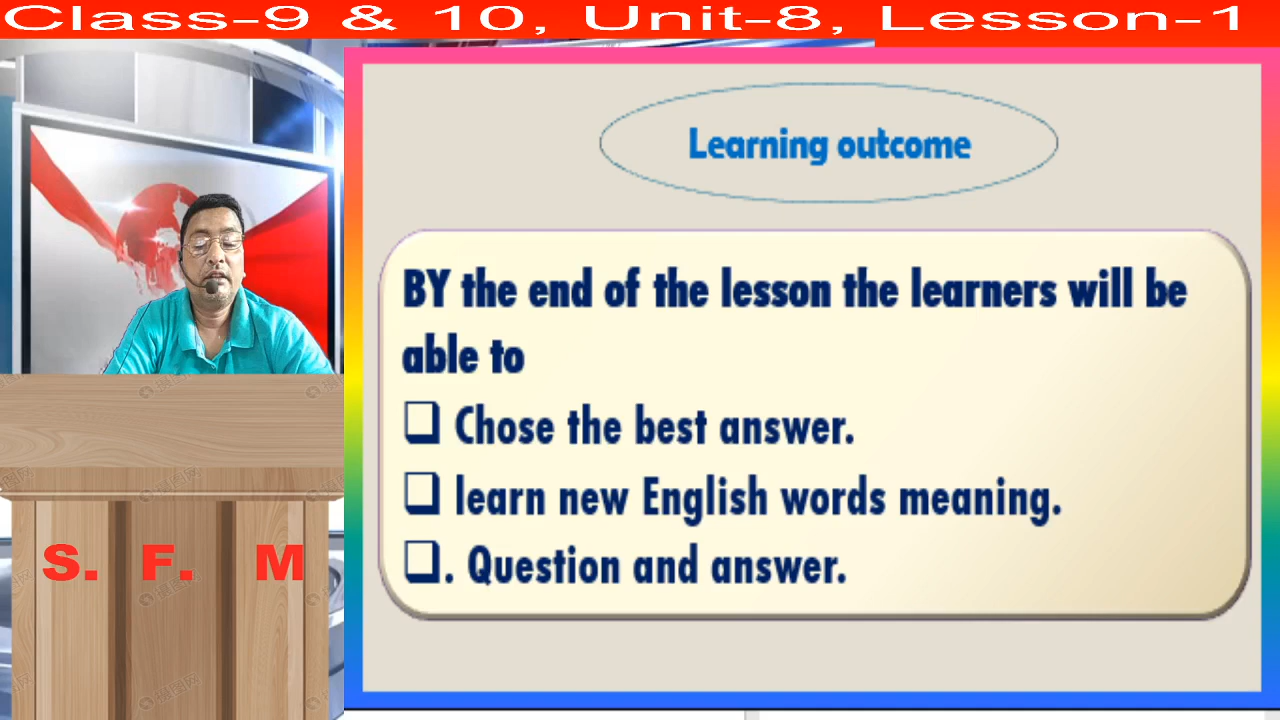 Class-9 & 10, Unit-8, Lesson-1
Learning outcome
BY the end of the lesson the learners will be
able to
❑ Chose the best answer.
❑ learn new English words meaning.
❑. Question and answer.
S. F. M